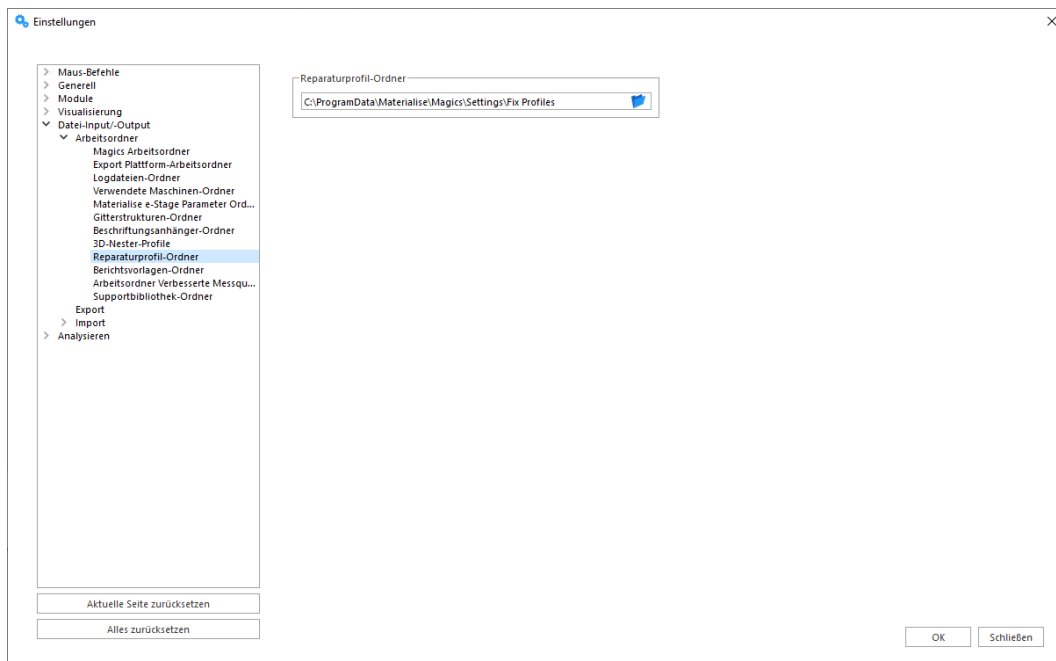 Einstellungen
Maus-Befehle
Generell
Module
Visualisierung
Datei-Input/-Output
Arbeitsordner
Magics Arbeitsordner
Export Plattform-Arbeitsordner
Logdateien-Ordner
Verwendete Maschinen-Ordner
Materialise e-Stage Parameter Ord...
Gitterstrukturen-Ordner
Beschriftungsanhänger-Ordner
3D-Nester-Profile
Reparaturprofil-Ordner
Berichtsvorlagen-Ordner
Arbeitsordner Verbesserte Messqu...
Supportbibliothek-Ordner
Export
Import
Analysieren
Aktuelle Seite zurücksetzen
Alles zurücksetzen
Reparaturprofil-Ordner
C:\ProgramData\Materialise\Magics\Settings\Fix Profiles
OK
Schließen